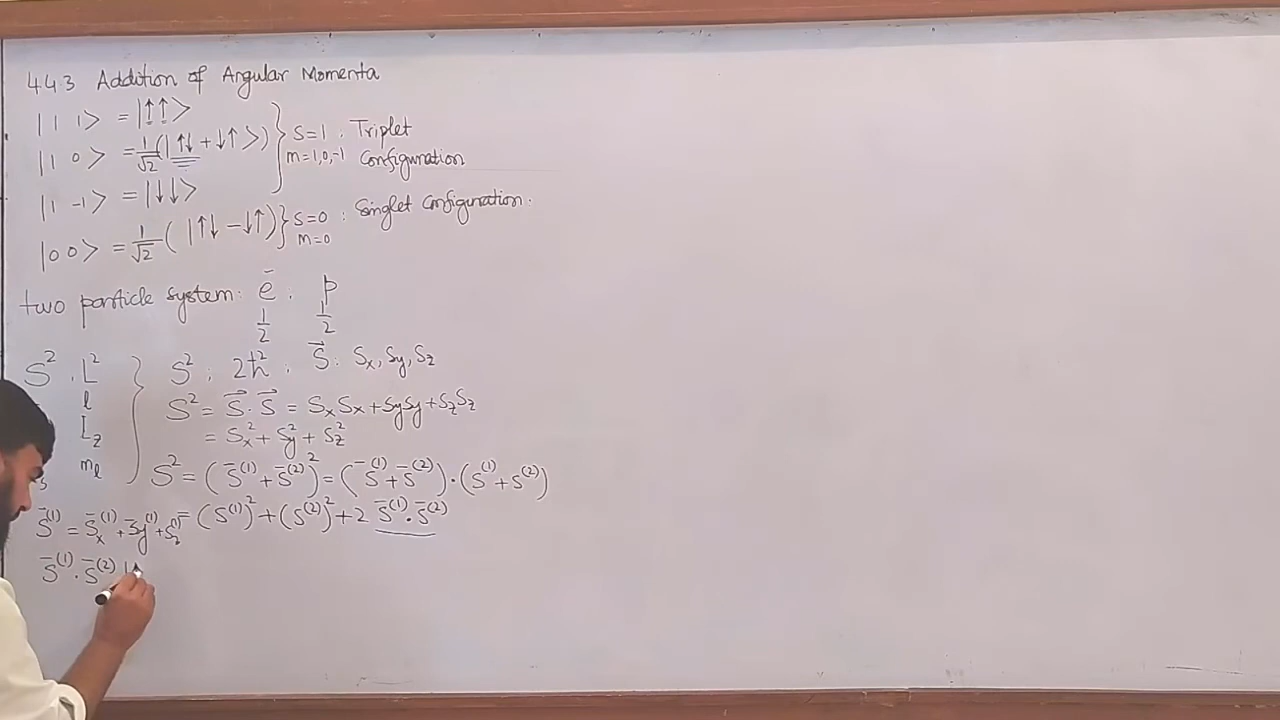 4.4.3 Addition of Angular Momenta
|1 1> = |↑↑>
|1 0> = 1/√2 (|↑↓ + ↓↑>) } S=1 : Triplet
m=1,0,-1 Configuration
|1 -1> = |↓↓>
|0 0> = 1/√2 ( |↑↓ - ↓↑) } S=0 : Singlet Configuration.
m=0
two particle system: ē . p
1/2 1/2
S² . L² } S² ; 2ħ² . S⃗ : Sx, Sy, Sz
l S² = S⃗ . S⃗ = SxSx + SySy + SzSz
Lz = Sx² + Sy² + Sz²
mₗ S² = (S̄⁽¹⁾ + S̄⁽²⁾)² = (S̄⁽¹⁾ + S̄⁽²⁾) · (S⁽¹⁾ + S⁽²⁾)
S̄⁽¹⁾ = S̄x⁽¹⁾ + S̄y⁽¹⁾ + Sz⁽¹⁾ = (S⁽¹⁾)² + (S⁽²⁾)² + 2 S̄⁽¹⁾ . S̄⁽²⁾
S̄⁽¹⁾ . S̄⁽²⁾